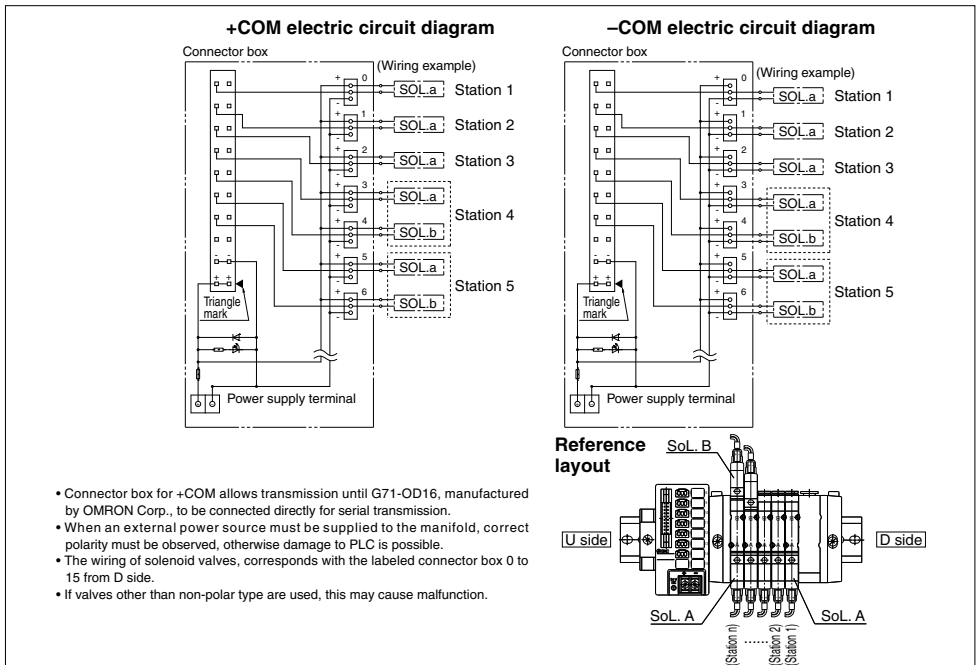 +COM electric circuit diagram
Connector box
(Wiring example)
+ 0
SOL.a Station 1
-
+ 1
SOL.a Station 2
-
+ 2
SOL.a Station 3
-
+ 3
SOL.a
-
Station 4
+ 4
SOL.b
-
+ 5
SOL.a
-
Station 5
+ 6
SOL.b
-
- -
+ +
Triangle
mark
Power supply terminal
–COM electric circuit diagram
Connector box
(Wiring example)
+ 0
SOL.a Station 1
-
+ 1
SOL.a Station 2
-
+ 2
SOL.a Station 3
-
+ 3
SOL.a
-
Station 4
+ 4
SOL.b
-
+ 5
SOL.a
-
Station 5
+ 6
SOL.b
-
- -
+ +
Triangle
mark
Power supply terminal
• Connector box for +COM allows transmission until G71-OD16, manufactured
by OMRON Corp., to be connected directly for serial transmission.
• When an external power source must be supplied to the manifold, correct
polarity must be observed, otherwise damage to PLC is possible.
• The wiring of solenoid valves, corresponds with the labeled connector box 0 to
15 from D side.
• If valves other than non-polar type are used, this may cause malfunction.
Reference
layout
SoL. B
U side
D side
SoL. A
SoL. A
(Station n)
......
(Station 2)
(Station 1)